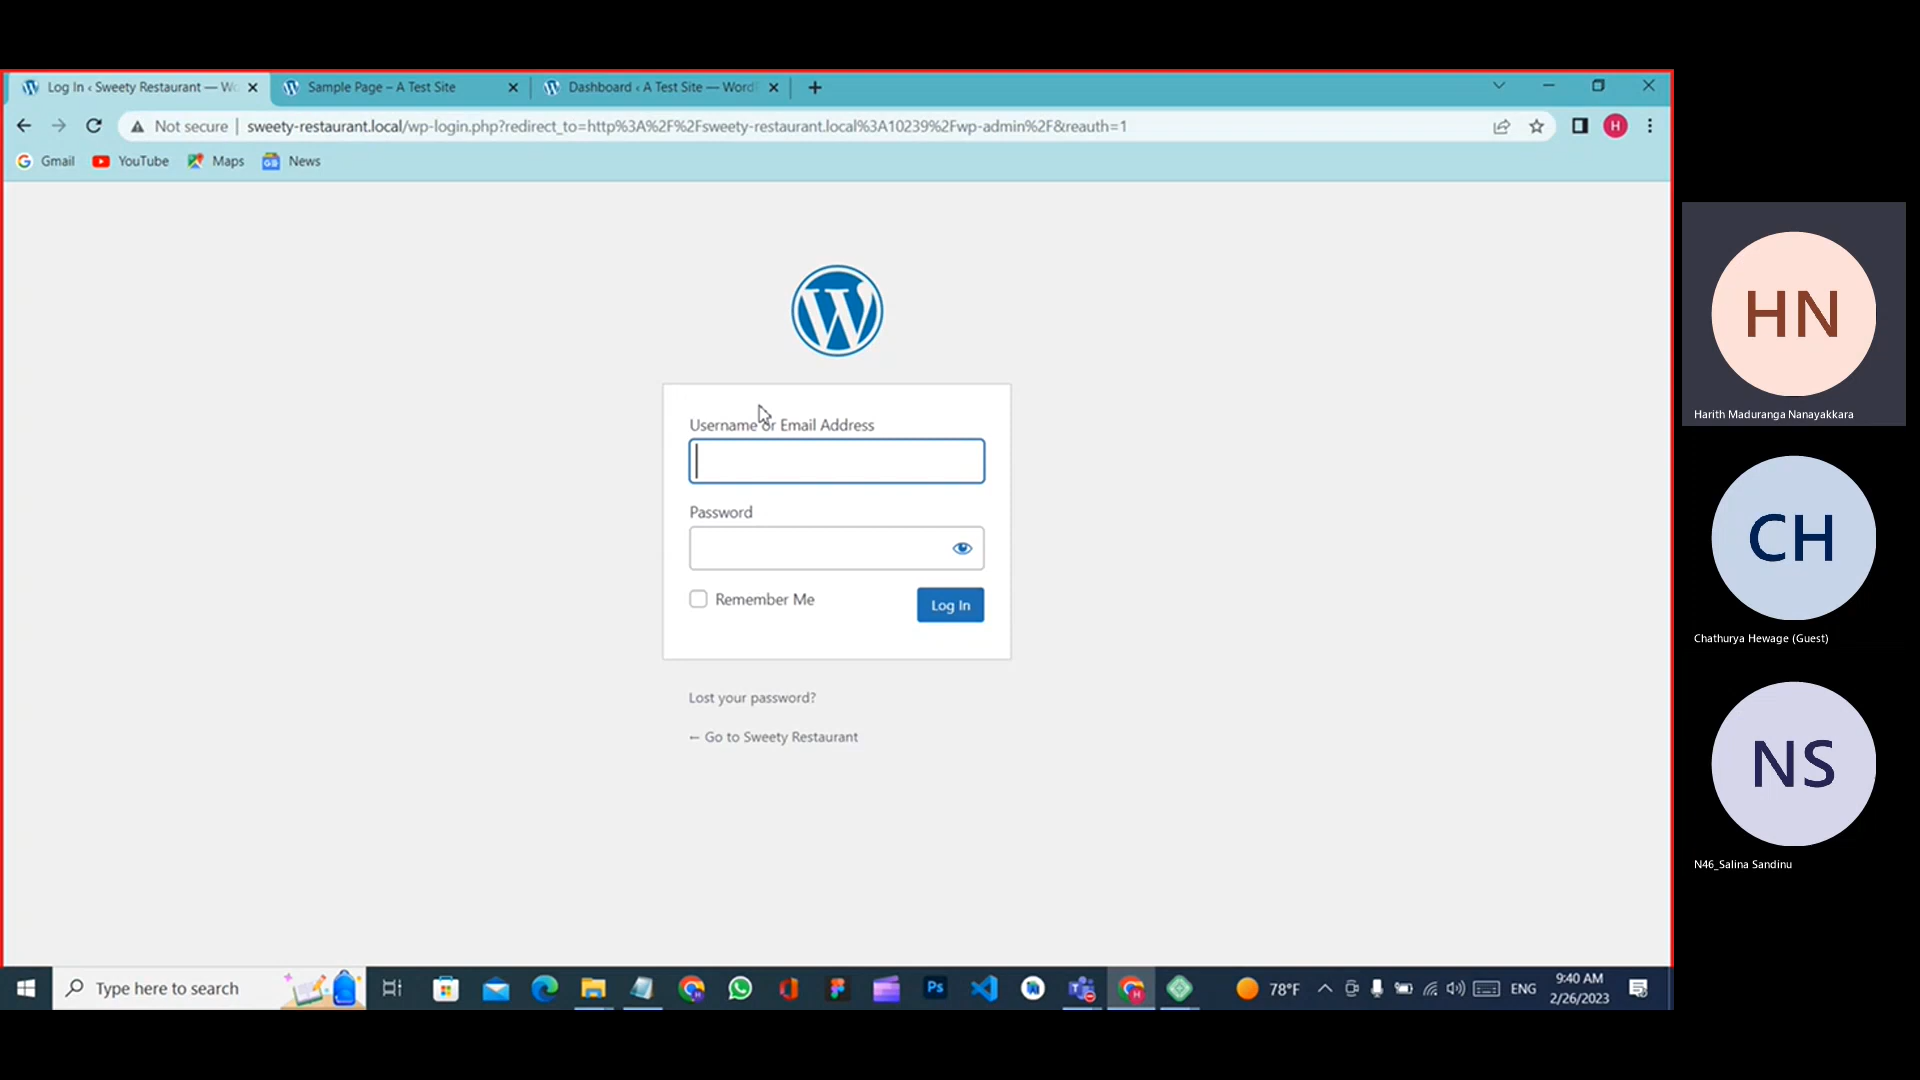 Log In ‹ Sweety Restaurant — Wo
Sample Page – A Test Site
Dashboard ‹ A Test Site — Word
Not secure
sweety-restaurant.local/wp-login.php?redirect_to=http%3A%2F%2Fsweety-restaurant.local%3A10239%2Fwp-admin%2F&reauth=1
H
Gmail
YouTube
Maps
News
Username or Email Address
Password
Remember Me
Log In
Lost your password?
← Go to Sweety Restaurant
HN
Harith Maduranga Nanayakkara
CH
Chathurya Hewage (Guest)
NS
N46_Salina Sandinu
Type here to search
Ps
78°F
ENG
9:40 AM
2/26/2023